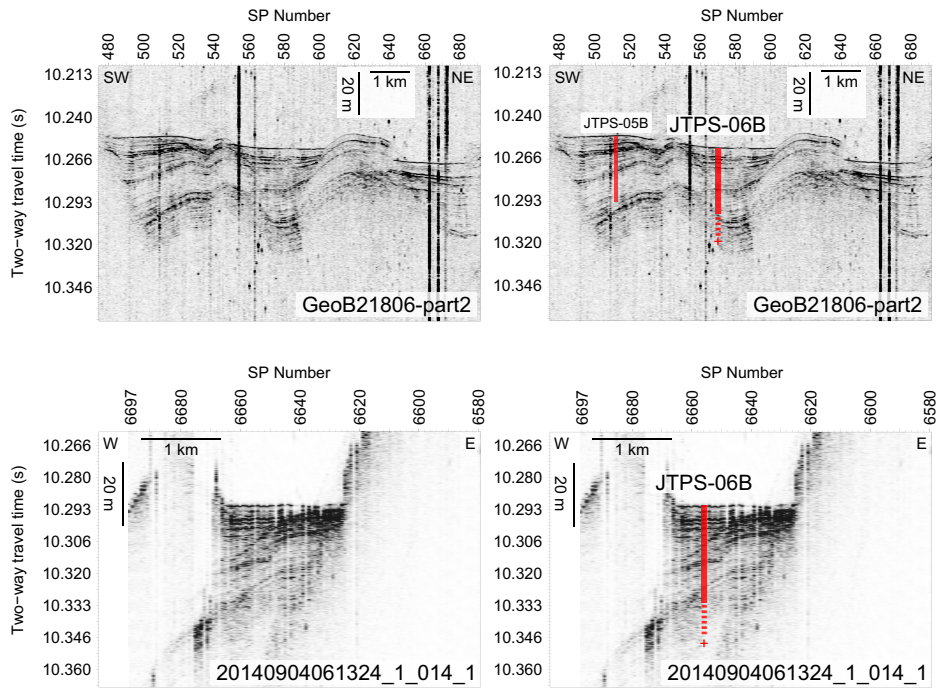 SP Number
SP Number
480 500 520 540 560 580 600 620 640 660 680
480 500 520 540 560 580 600 620 640 660 680
Two−way travel time (s)
10.213
10.240
10.266
10.293
10.320
10.346
SW
20 m
1 km
NE
GeoB21806-part2
10.213
10.240
10.266
10.293
10.320
10.346
SW
20 m
1 km
NE
JTPS-05B
JTPS-06B
GeoB21806-part2
SP Number
SP Number
6697 6680 6660 6640 6620 6600 6580
6697 6680 6660 6640 6620 6600 6580
Two−way travel time (s)
10.266
10.280
10.293
10.306
10.320
10.333
10.346
10.360
W
1 km
E
20 m
20140904061324_1_014_1
10.266
10.280
10.293
10.306
10.320
10.333
10.346
10.360
W
1 km
E
20 m
JTPS-06B
20140904061324_1_014_1